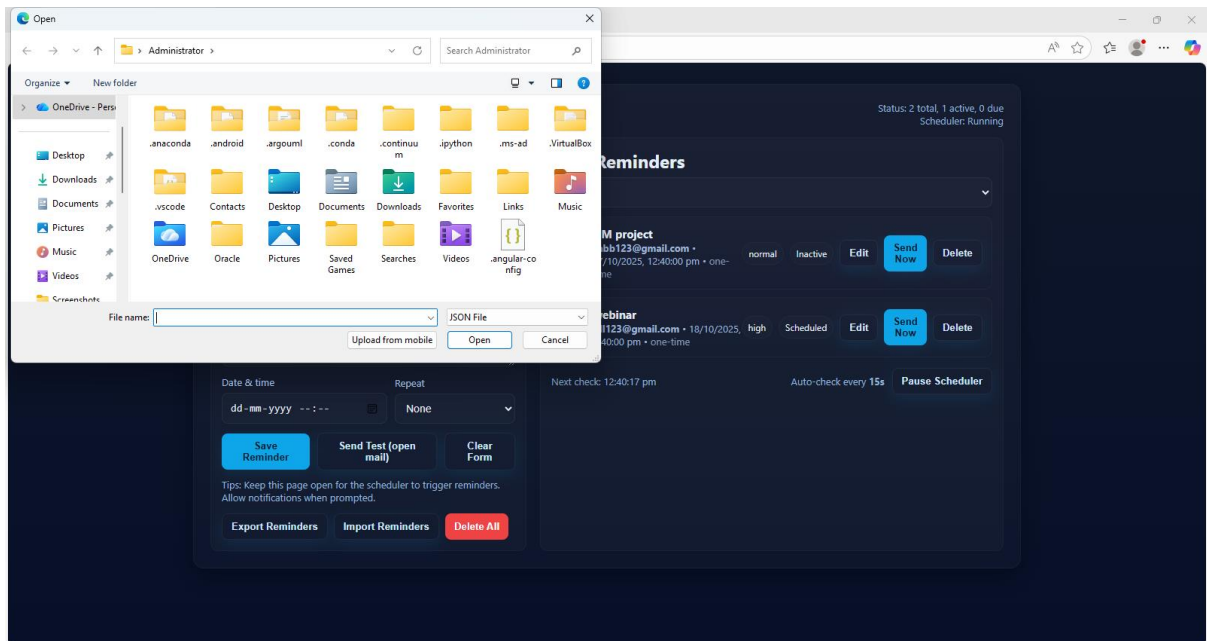 Open
Administrator
Search Administrator
Organize
New folder
OneDrive - Pers
Desktop
Downloads
Documents
Pictures
Music
Videos
Screenshots
.anaconda
.android
.argouml
.conda
.continuu
m
.ipython
.ms-ad
.VirtualBox
.vscode
Contacts
Desktop
Documents
Downloads
Favorites
Links
Music
OneDrive
Oracle
Pictures
Saved
Games
Searches
Videos
.angular-co
nfig
File name:
JSON File
Upload from mobile
Open
Cancel
Status: 2 total, 1 active, 0 due
Scheduler: Running
Reminders
M project
bb123@gmail.com •
/10/2025, 12:40:00 pm • one-
me
normal
Inactive
Edit
Send
Now
Delete
ebinar
l123@gmail.com • 18/10/2025,
40:00 pm • one-time
high
Scheduled
Edit
Send
Now
Delete
Next check: 12:40:17 pm
Auto-check every 15s
Pause Scheduler
Date & time
Repeat
dd-mm-yyyy --:--
None
Save
Reminder
Send Test (open
mail)
Clear
Form
Tips: Keep this page open for the scheduler to trigger reminders.
Allow notifications when prompted.
Export Reminders
Import Reminders
Delete All